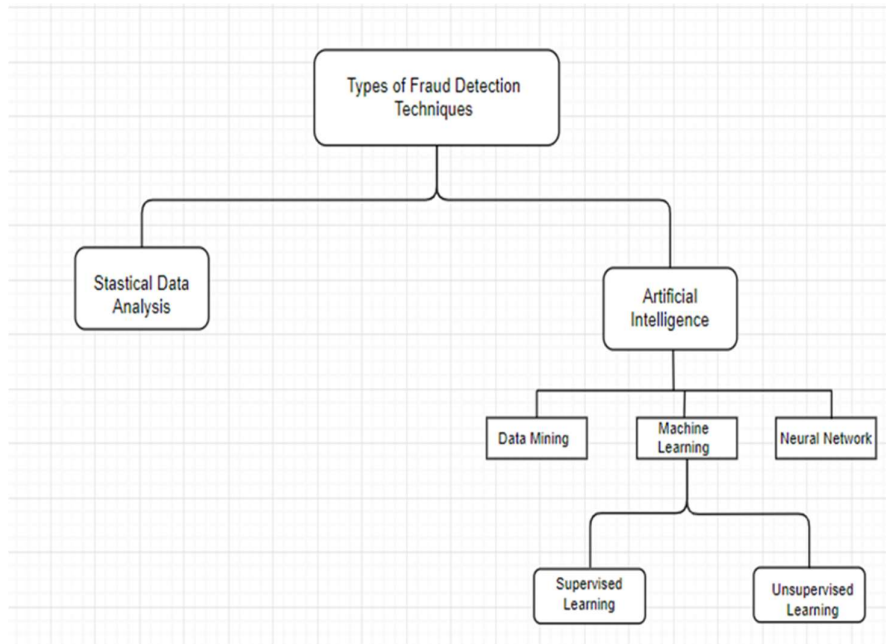 Types of Fraud Detection
Techniques
Stastical Data
Analysis
Artificial
Intelligence
Data Mining
Machine
Learning
Neural Network
Supervised
Learning
Unsupervised
Learning